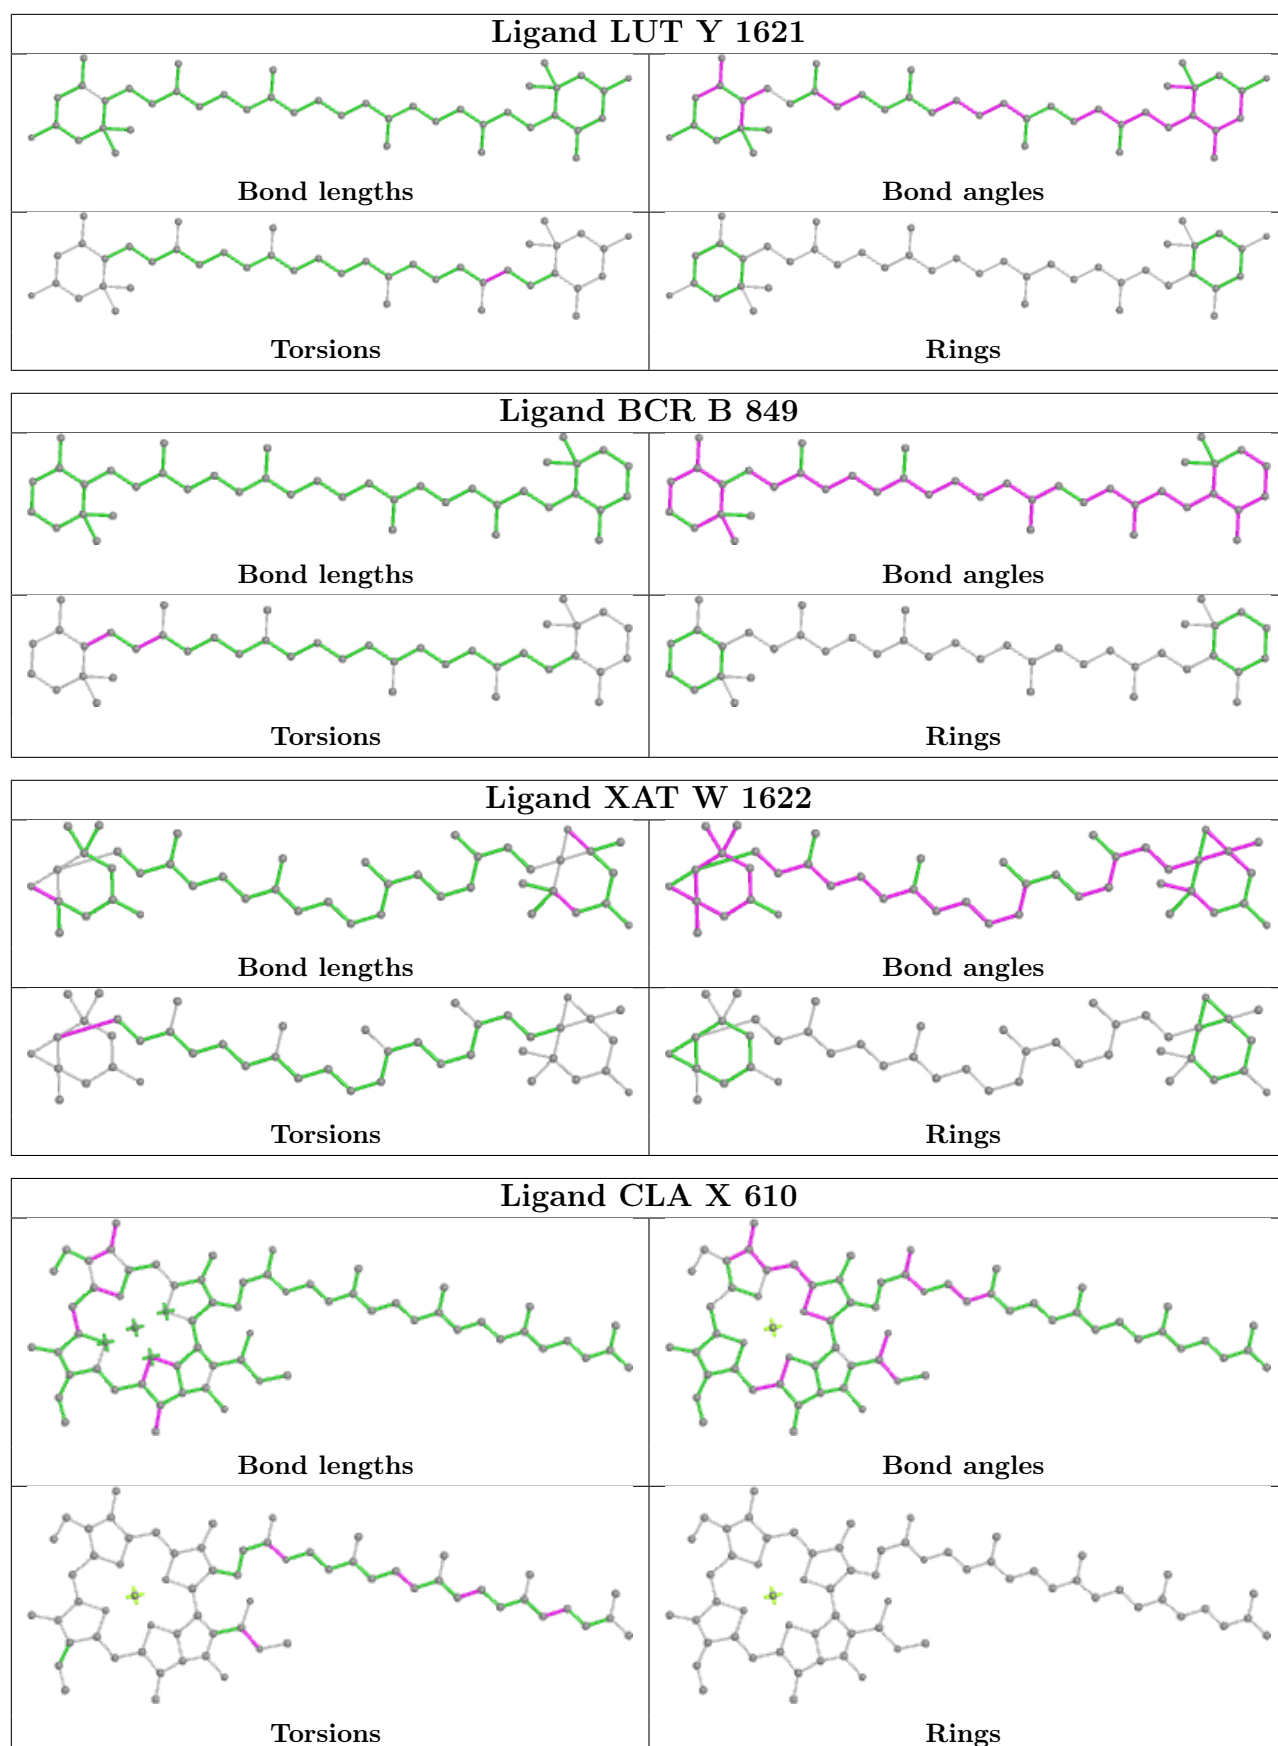 Ligand LUT Y 1621
Bond lengths
Bond angles
Torsions
Rings
Ligand BCR B 849
Bond lengths
Bond angles
Torsions
Rings
Ligand XAT W 1622
Bond lengths
Bond angles
Torsions
Rings
Ligand CLA X 610
Bond lengths
Bond angles
Torsions
Rings